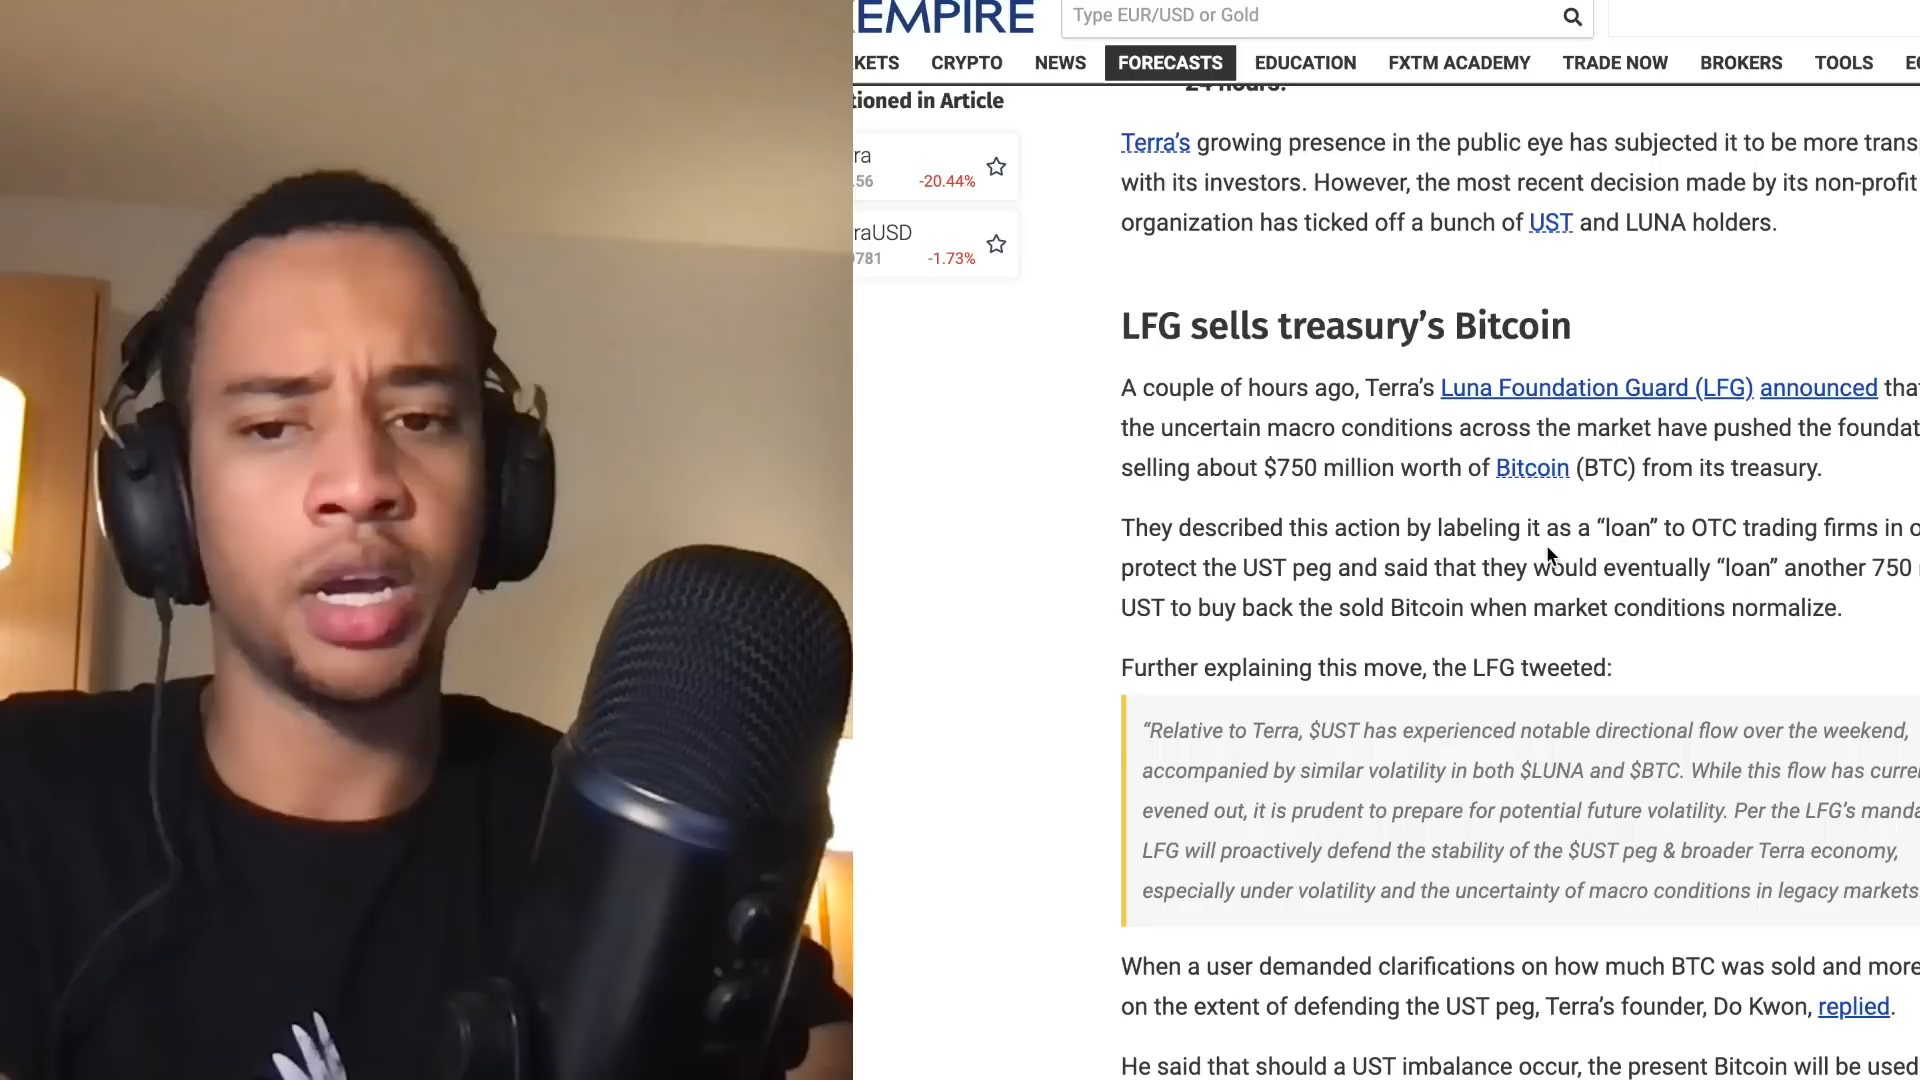 EMPIRE
Type EUR/USD or Gold
KETS CRYPTO NEWS FORECASTS EDUCATION FXTM ACADEMY TRADE NOW BROKERS TOOLS
tioned in Article
24 hours.
ra
.56 -20.44%
raUSD
781 -1.73%
Terra’s growing presence in the public eye has subjected it to be more trans
with its investors. However, the most recent decision made by its non-profit
organization has ticked off a bunch of UST and LUNA holders.
LFG sells treasury’s Bitcoin
A couple of hours ago, Terra’s Luna Foundation Guard (LFG) announced tha
the uncertain macro conditions across the market have pushed the foundat
selling about $750 million worth of Bitcoin (BTC) from its treasury.
They described this action by labeling it as a “loan” to OTC trading firms in o
protect the UST peg and said that they would eventually “loan” another 750
UST to buy back the sold Bitcoin when market conditions normalize.
Further explaining this move, the LFG tweeted:
“Relative to Terra, $UST has experienced notable directional flow over the weekend,
accompanied by similar volatility in both $LUNA and $BTC. While this flow has curre
evened out, it is prudent to prepare for potential future volatility. Per the LFG’s manda
LFG will proactively defend the stability of the $UST peg & broader Terra economy,
especially under volatility and the uncertainty of macro conditions in legacy markets
When a user demanded clarifications on how much BTC was sold and more
on the extent of defending the UST peg, Terra’s founder, Do Kwon, replied.
He said that should a UST imbalance occur, the present Bitcoin will be used